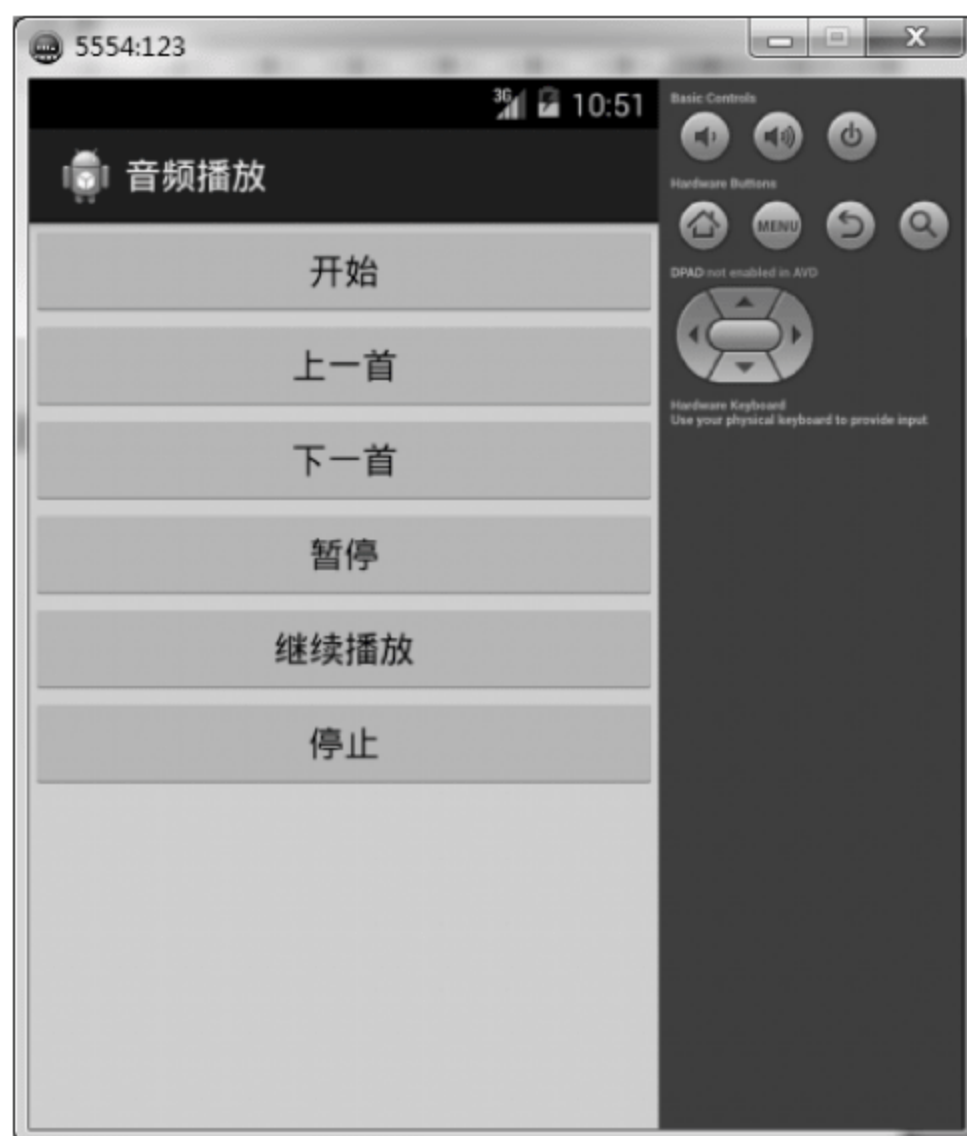 5554:123
3G 10:51
音频播放
开始
上一首
下一首
暂停
继续播放
停止
Basic Controls
Hardware Buttons
MENU
DPAD not enabled in AVD
Hardware Keyboard
Use your physical keyboard to provide input